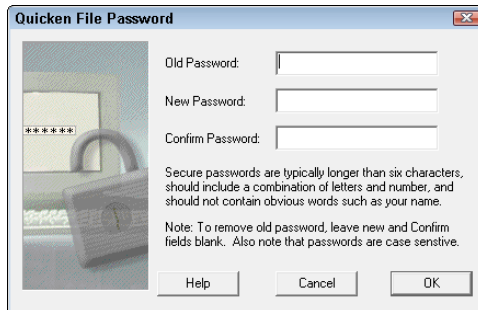 Quicken File Password
Old Password:
New Password:
******
Confirm Password:
Secure passwords are typically longer than six characters,
should include a combination of letters and number, and
should not contain obvious words such as your name.
Note: To remove old password, leave new and Confirm
fields blank. Also note that passwords are case senstive.
Help
Cancel
OK